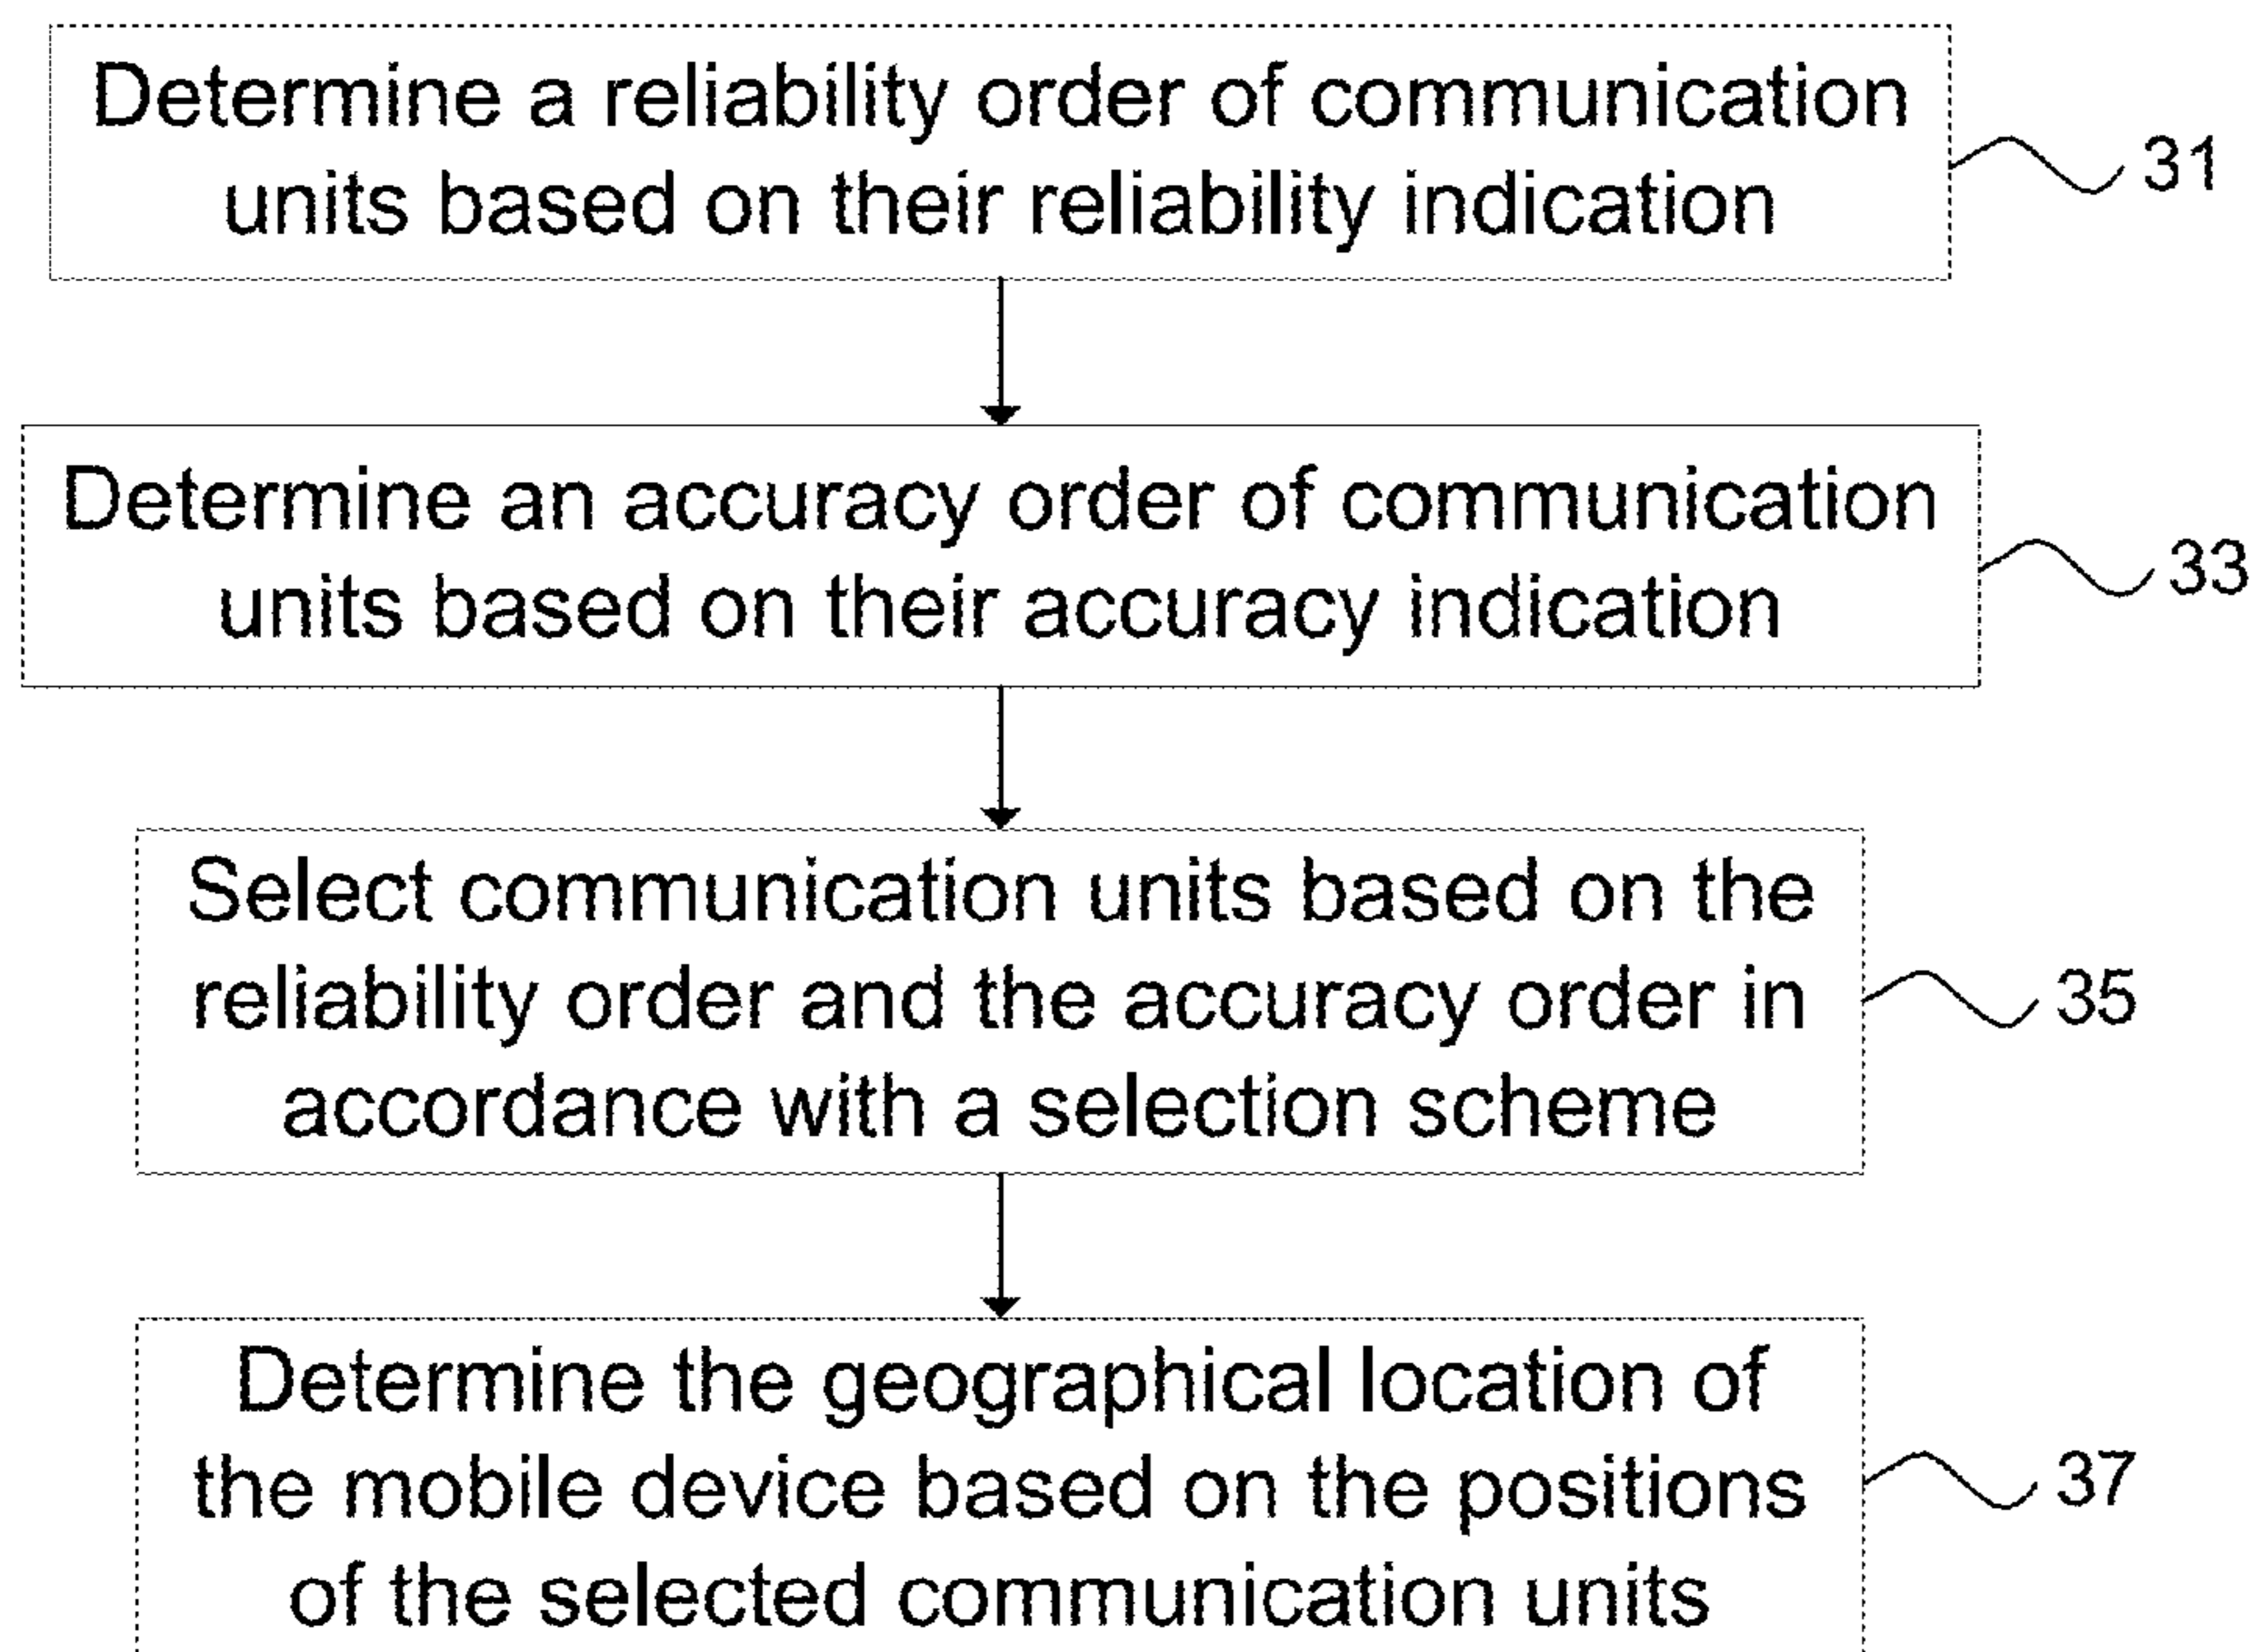 Determine a reliability order of communication
units based on their reliability indication
31
Determine an accuracy order of communication
units based on their accuracy indication
33
Select communication units based on the
reliability order and the accuracy order in
accordance with a selection scheme
35
Determine the geographical location of
the mobile device based on the positions
of the selected communication units
37